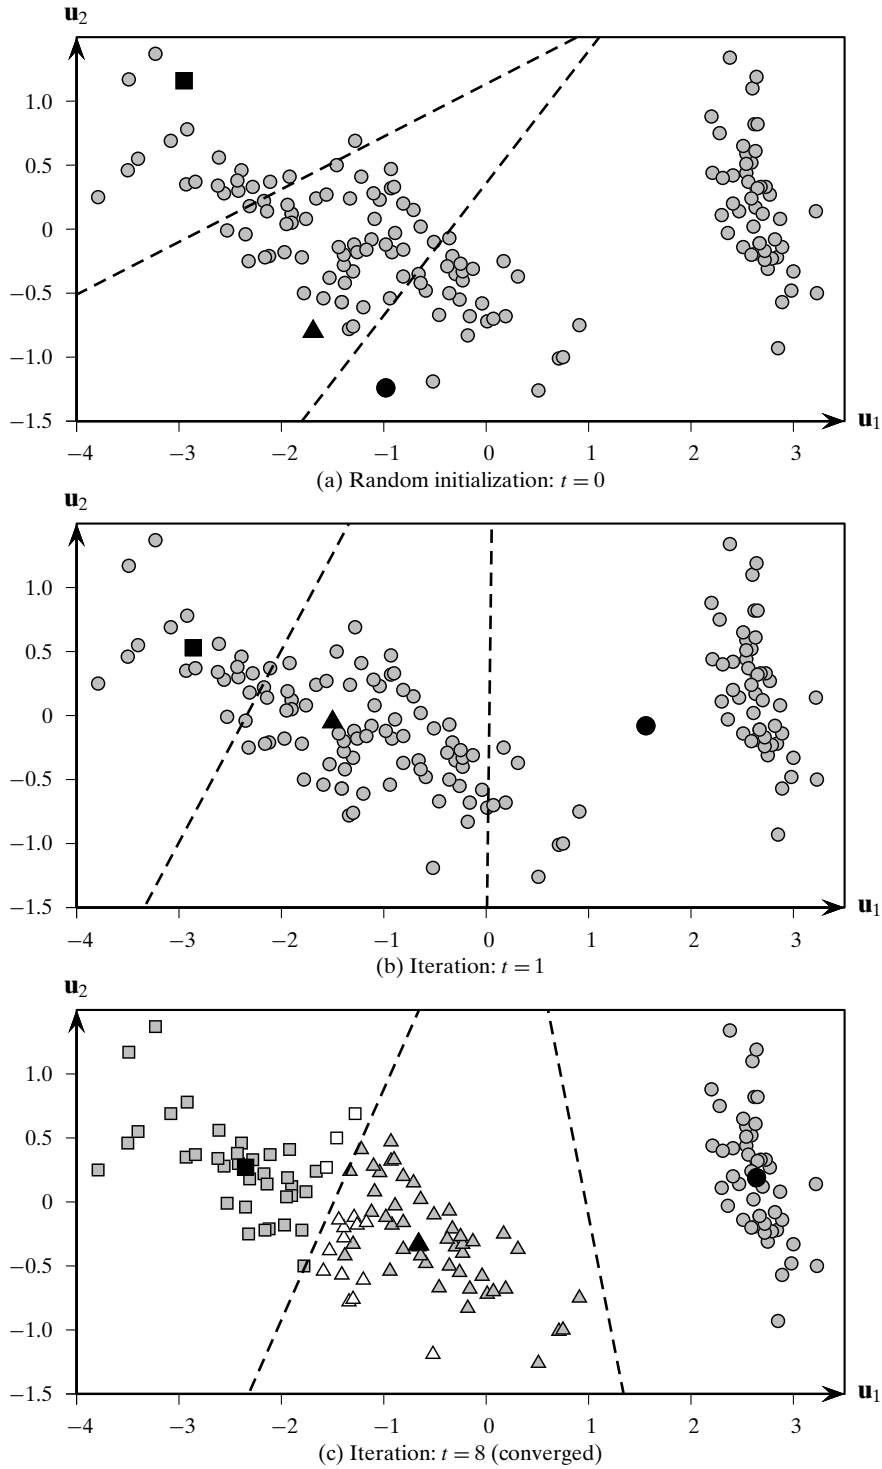 u2
1.0
0.5
0
−0.5
−1.0
−1.5
u1
−4 −3 −2 −1 0 1 2 3
(a) Random initialization: t = 0
u2
1.0
0.5
0
−0.5
−1.0
−1.5
u1
−4 −3 −2 −1 0 1 2 3
(b) Iteration: t = 1
u2
1.0
0.5
0
−0.5
−1.0
−1.5
u1
−4 −3 −2 −1 0 1 2 3
(c) Iteration: t = 8 (converged)